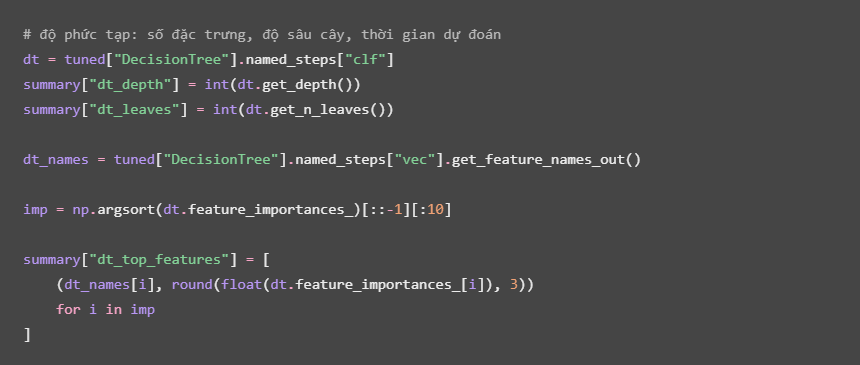 # độ phức tạp: số đặc trưng, độ sâu cây, thời gian dự đoán
dt = tuned["DecisionTree"].named_steps["clf"]
summary["dt_depth"] = int(dt.get_depth())
summary["dt_leaves"] = int(dt.get_n_leaves())

dt_names = tuned["DecisionTree"].named_steps["vec"].get_feature_names_out()

imp = np.argsort(dt.feature_importances_)[::-1][:10]

summary["dt_top_features"] = [
    (dt_names[i], round(float(dt.feature_importances_[i]), 3))
    for i in imp
]